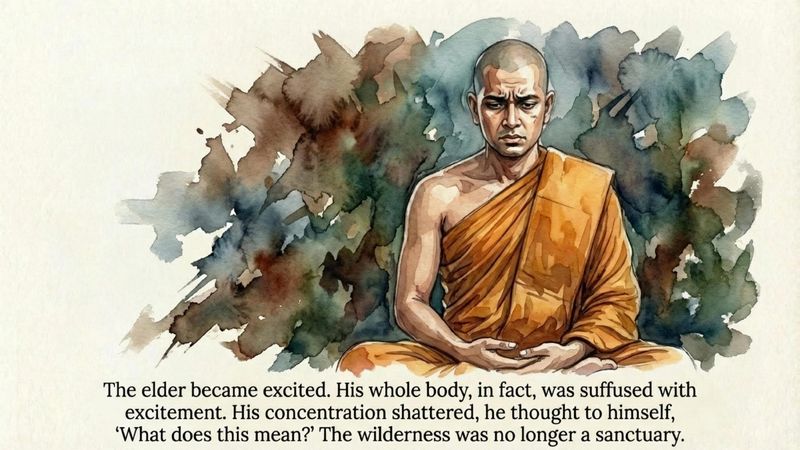 The elder became excited. His whole body, in fact, was suffused with
excitement. His concentration shattered, he thought to himself,
‘What does this mean?’ The wilderness was no longer a sanctuary.